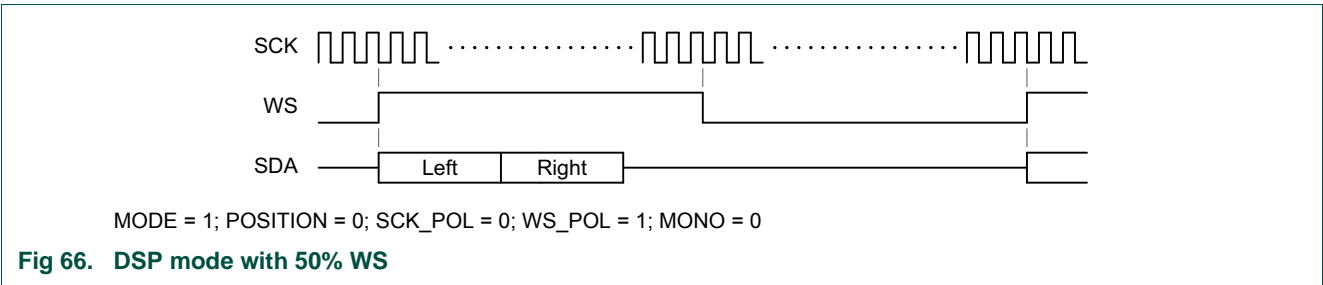 SCK
WS
SDA Left Right
MODE = 1; POSITION = 0; SCK_POL = 0; WS_POL = 1; MONO = 0
Fig 66. DSP mode with 50% WS